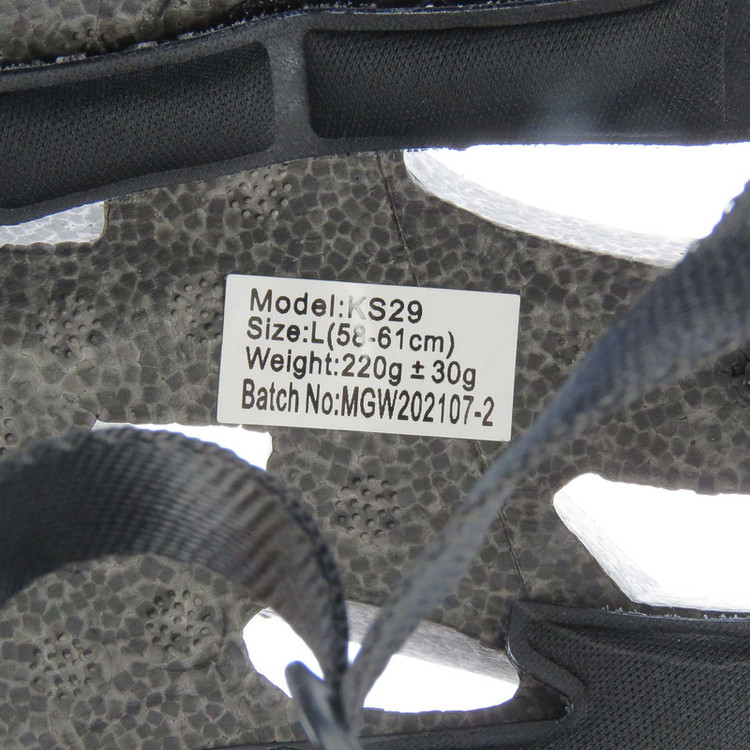 Model:KS29
Size:L(58-61cm)
Weight:220g ± 30g
Batch No:MGW202107-2